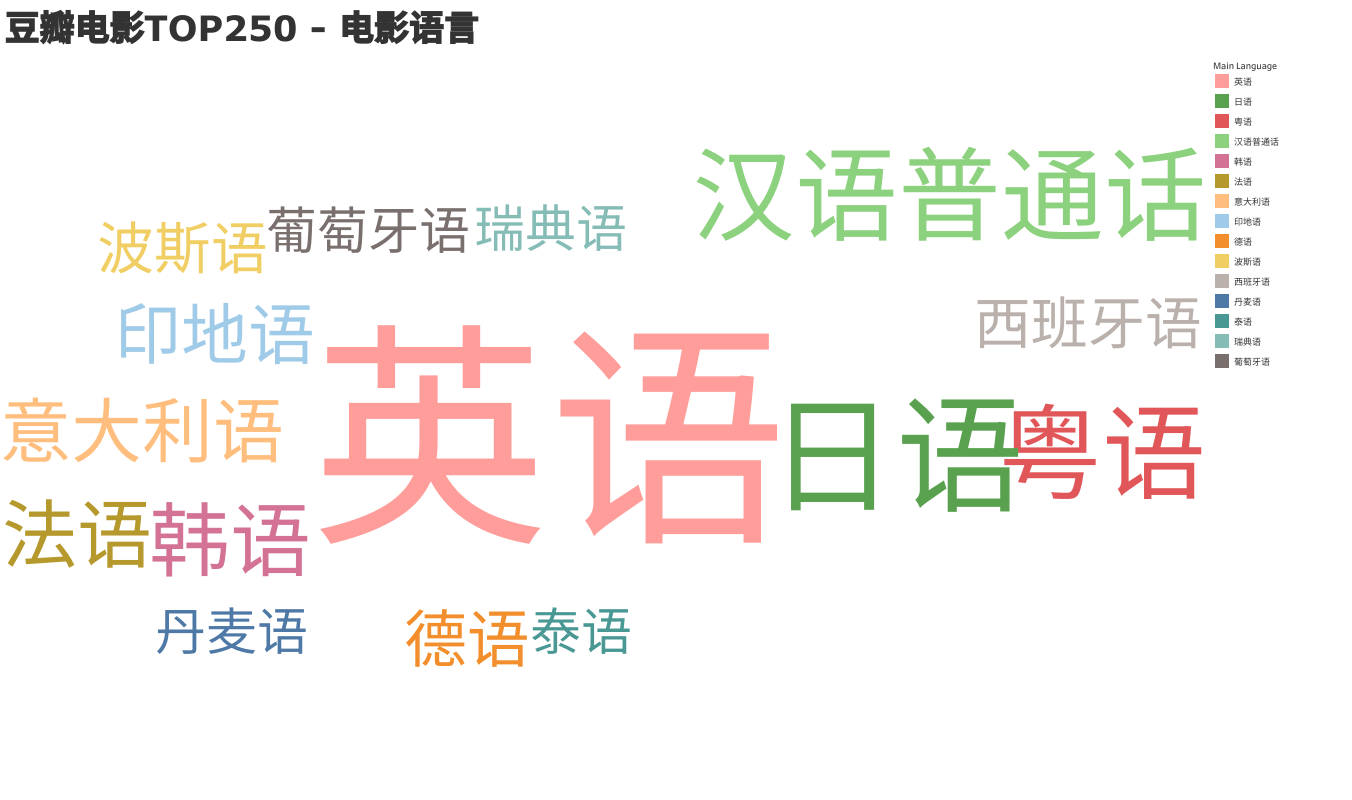 豆瓣电影TOP250 – 电影语言
Main Language
英语
日语
粤语
汉语普通话
韩语
法语
意大利语
印地语
德语
波斯语
西班牙语
丹麦语
泰语
瑞典语
葡萄牙语
汉语普通话
波斯语
葡萄牙语
瑞典语
印地语
西班牙语
英语
意大利语
日语
粤语
法语
韩语
丹麦语
德语
泰语